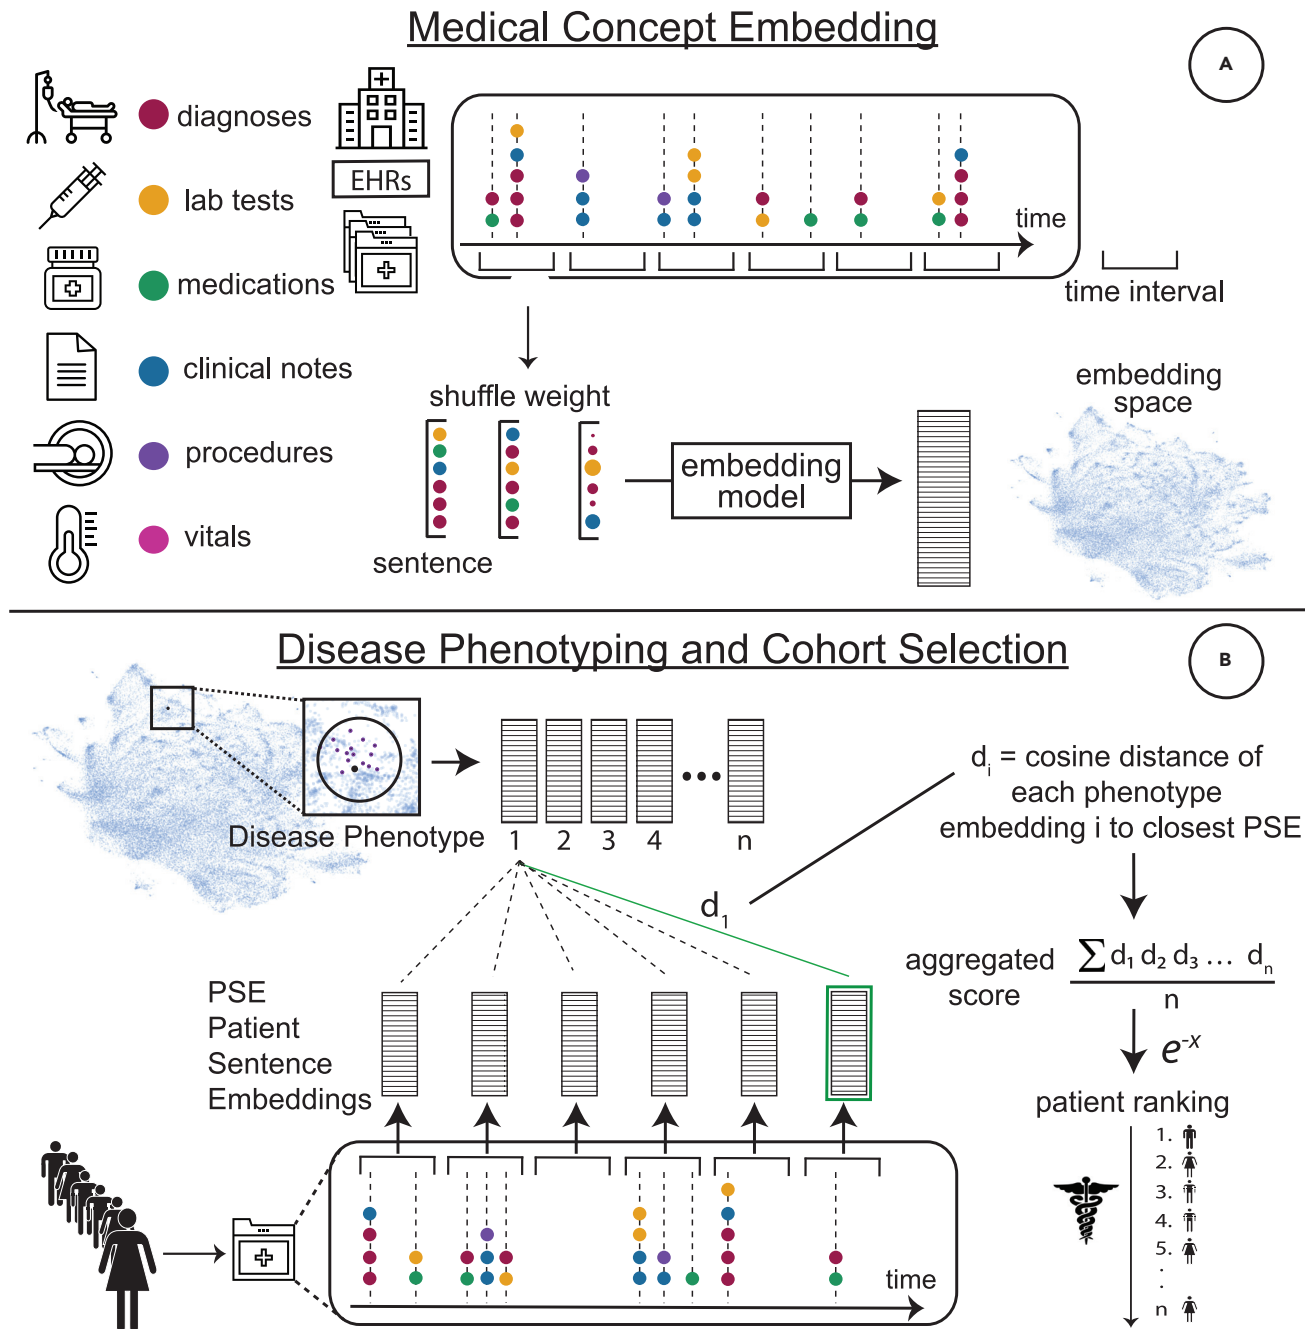 Medical Concept Embedding
A
diagnoses
lab tests
medications
clinical notes
procedures
vitals
EHRs
time
time interval
shuffle weight
sentence
embedding
model
embedding
space
Disease Phenotyping and Cohort Selection
B
Disease Phenotype
1 2 3 4 n
d1
di = cosine distance of
each phenotype
embedding i to closest PSE
aggregated
score
∑ d1 d2 d3 ... dn
n
e-x
PSE
Patient
Sentence
Embeddings
time
patient ranking
1.
2.
3.
4.
5.
.
.
n